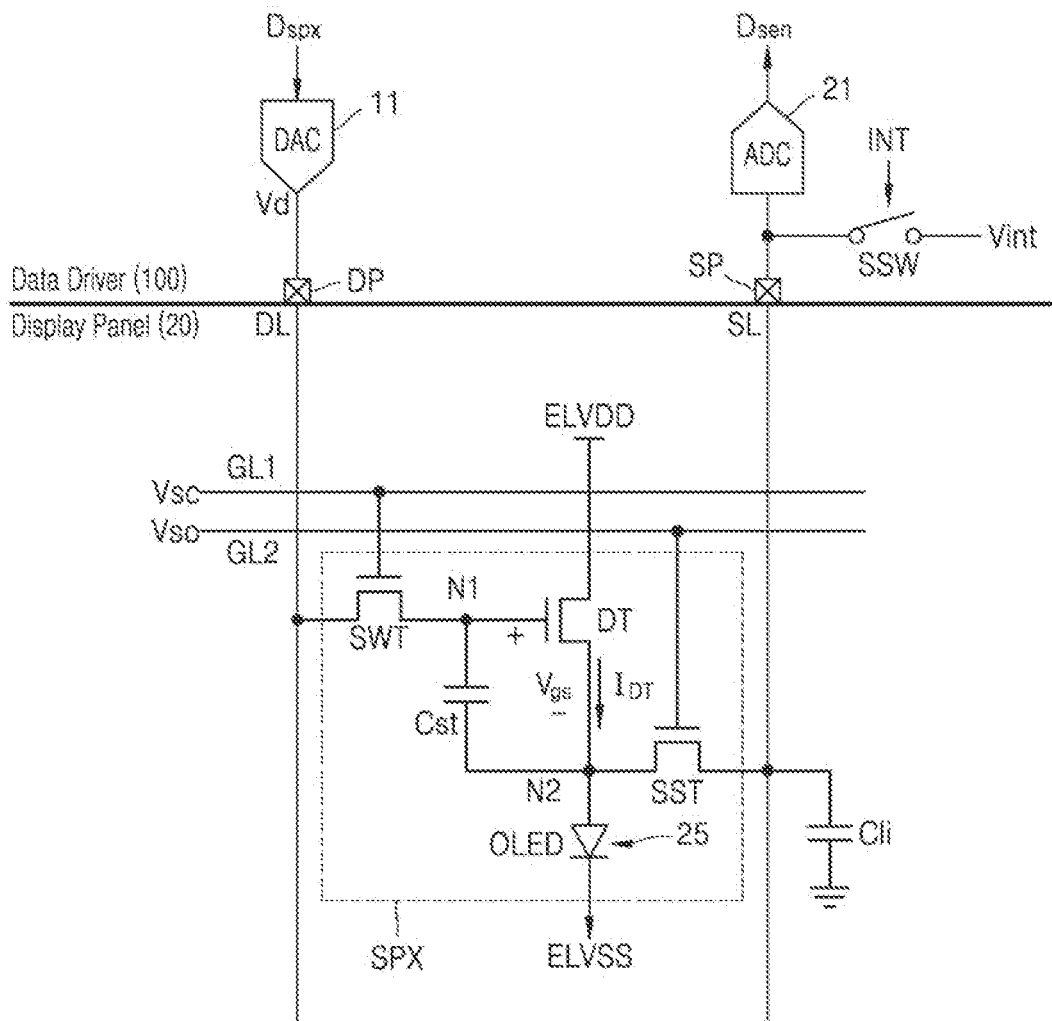 Dspx
Dsen
11
21
DAC
ADC
INT
Vd
Vint
SSW
Data Driver (100)
DP
SP
Display Panel (20)
DL
SL
ELVDD
GL1
Vsc
Vso
GL2
N1
DT
SWT
+
Vgs
IDT
−
Cst
N2
SST
OLED
25
Cli
SPX
ELVSS